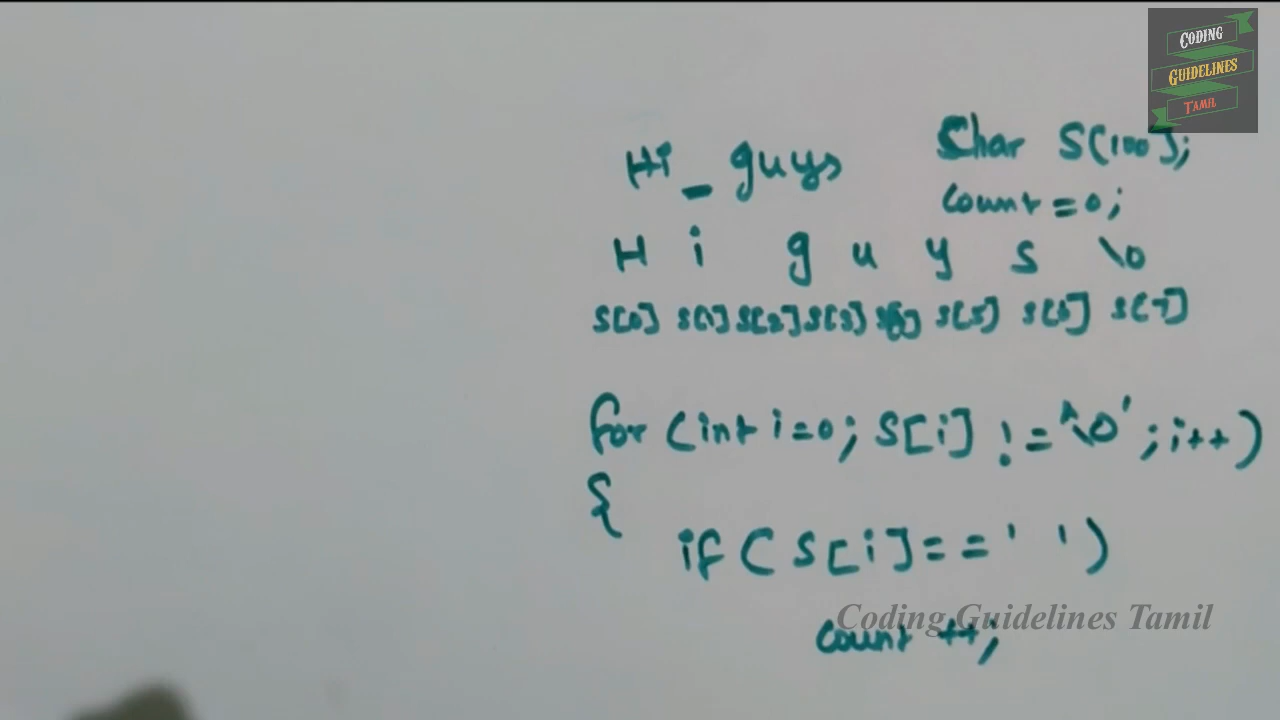 CODING
GUIDELINES
TAMIL
Hi_guys
Char S[100];
Count=0;
H i g u y s \0
S[0] S[1] S[2] S[3] S[4] S[5] S[6] S[7]
for (int i=0; S[i] != '\0'; i++)
{
if (S[i]==' ')
Coding Guidelines Tamil
Count ++;